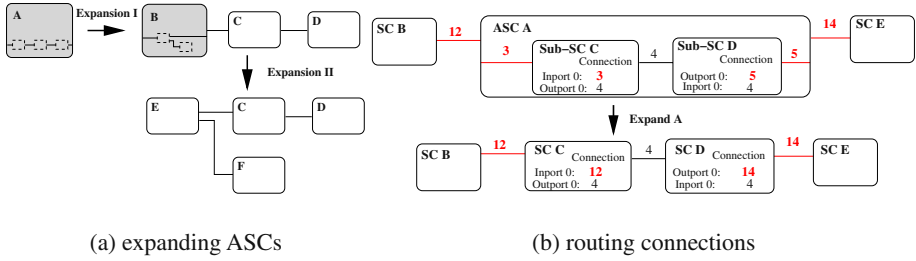 A
Expansion I
B
C
D
Expansion II
E
C
D
F
(a) expanding ASCs
SC B
12
ASC A
14
SC E
3
Sub-SC C
Connection
Inport 0: 3
Outport 0: 4
4
Sub-SC D
Connection
Outport 0: 5
Inport 0: 4
5
Expand A
SC B
12
SC C
Connection
Inport 0: 12
Outport 0: 4
4
SC D
Connection
Outport 0: 14
Inport 0: 4
14
SC E
(b) routing connections